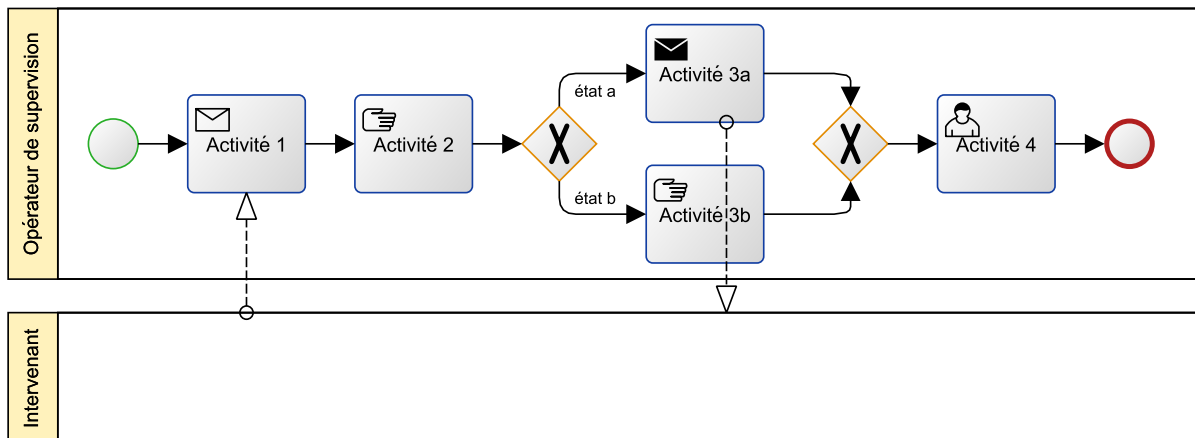 Opérateur de supervision
Activité 1
Activité 2
état a
état b
Activité 3a
Activité 3b
Activité 4
Intervenant